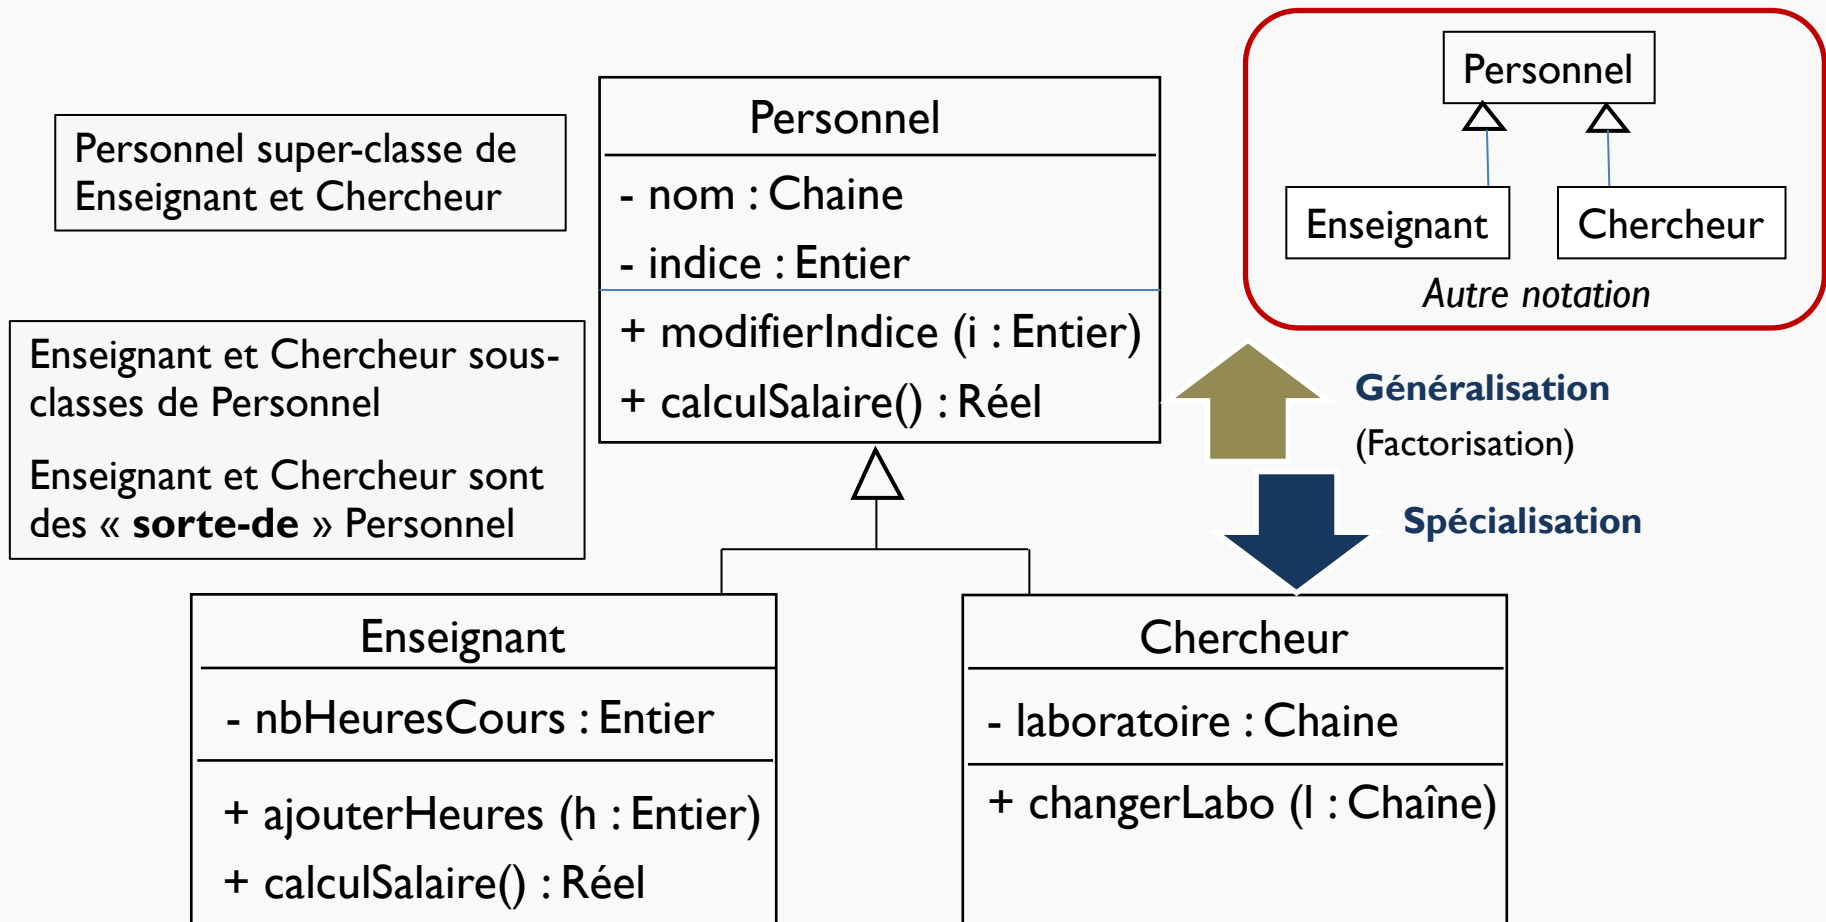 Personnel super-classe de
Enseignant et Chercheur
Enseignant et Chercheur sous-
classes de Personnel
Enseignant et Chercheur sont
des « sorte-de » Personnel
Personnel
- nom : Chaine
- indice : Entier
+ modifierIndice (i : Entier)
+ calculSalaire() : Réel
Personnel
Enseignant
Chercheur
Autre notation
Généralisation
(Factorisation)
Spécialisation
Enseignant
- nbHeuresCours : Entier
+ ajouterHeures (h : Entier)
+ calculSalaire() : Réel
Chercheur
- laboratoire : Chaine
+ changerLabo (l : Chaîne)